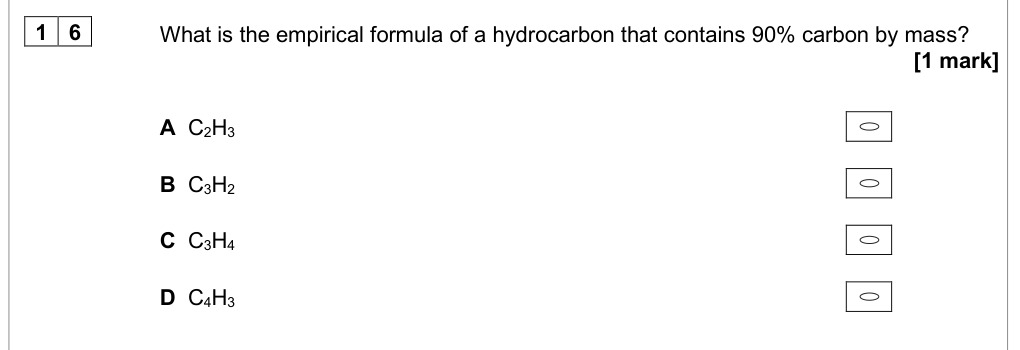 1 6 What is the empirical formula of a hydrocarbon that contains 90% carbon by mass?
[1 mark]
A C₂H₃
B C₃H₂
C C₃H₄
D C₄H₃